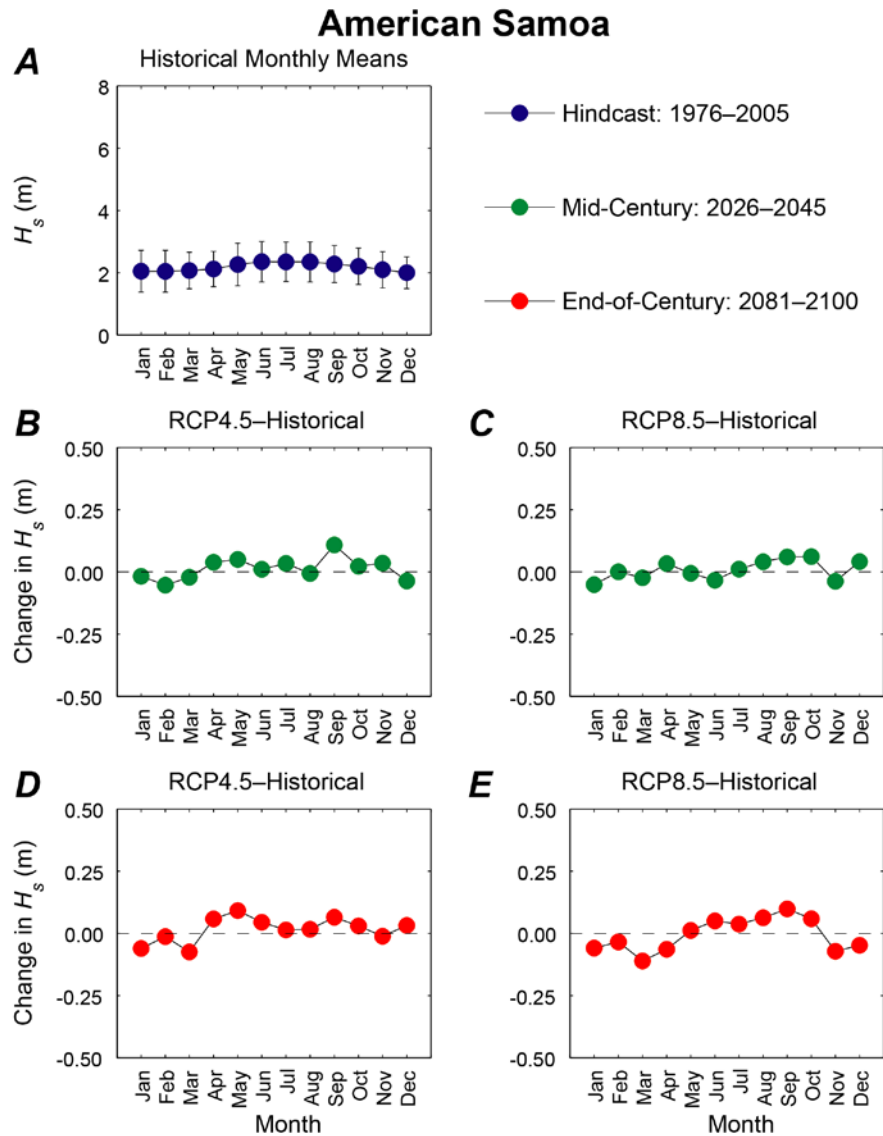 American Samoa
A
Historical Monthly Means
8
6
4
2
0
H_s (m)
Jan
Feb
Mar
Apr
May
Jun
Jul
Aug
Sep
Oct
Nov
Dec
Hindcast: 1976–2005
Mid-Century: 2026–2045
End-of-Century: 2081–2100
B
RCP4.5–Historical
0.50
0.25
0.00
-0.25
-0.50
Change in H_s (m)
Jan
Feb
Mar
Apr
May
Jun
Jul
Aug
Sep
Oct
Nov
Dec
C
RCP8.5–Historical
0.50
0.25
0.00
-0.25
-0.50
Jan
Feb
Mar
Apr
May
Jun
Jul
Aug
Sep
Oct
Nov
Dec
D
RCP4.5–Historical
0.50
0.25
0.00
-0.25
-0.50
Change in H_s (m)
Jan
Feb
Mar
Apr
May
Jun
Jul
Aug
Sep
Oct
Nov
Dec
Month
E
RCP8.5–Historical
0.50
0.25
0.00
-0.25
-0.50
Jan
Feb
Mar
Apr
May
Jun
Jul
Aug
Sep
Oct
Nov
Dec
Month